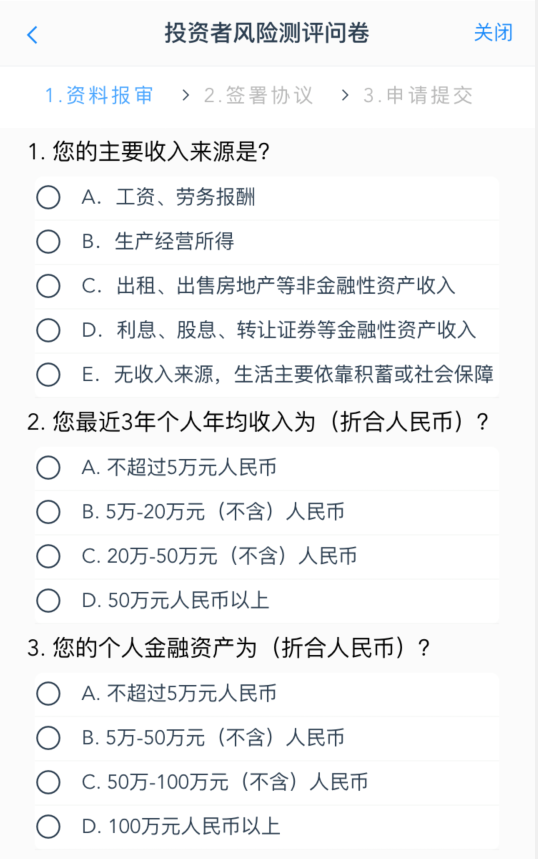 投资者风险测评问卷 关闭
1.资料报审 > 2.签署协议 > 3.申请提交
1. 您的主要收入来源是?
A. 工资、劳务报酬
B. 生产经营所得
C. 出租、出售房地产等非金融性资产收入
D. 利息、股息、转让证券等金融性资产收入
E. 无收入来源，生活主要依靠积蓄或社会保障
2. 您最近3年个人年均收入为（折合人民币）?
A. 不超过5万元人民币
B. 5万-20万元（不含）人民币
C. 20万-50万元（不含）人民币
D. 50万元人民币以上
3. 您的个人金融资产为（折合人民币）?
A. 不超过5万元人民币
B. 5万-50万元（不含）人民币
C. 50万-100万元（不含）人民币
D. 100万元人民币以上